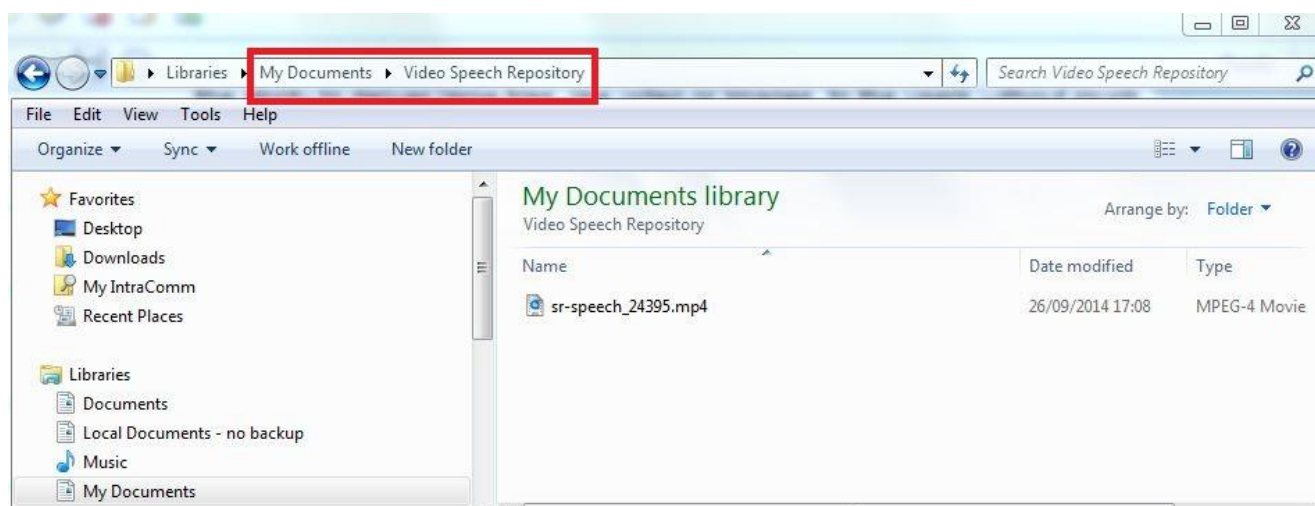 Libraries My Documents Video Speech Repository Search Video Speech Repository
File Edit View Tools Help
Organize Sync Work offline New folder
Favorites
Desktop
Downloads
My IntraComm
Recent Places
Libraries
Documents
Local Documents - no backup
Music
My Documents
My Documents library
Video Speech Repository
Arrange by: Folder
Name Date modified Type
sr-speech_24395.mp4 26/09/2014 17:08 MPEG-4 Movie